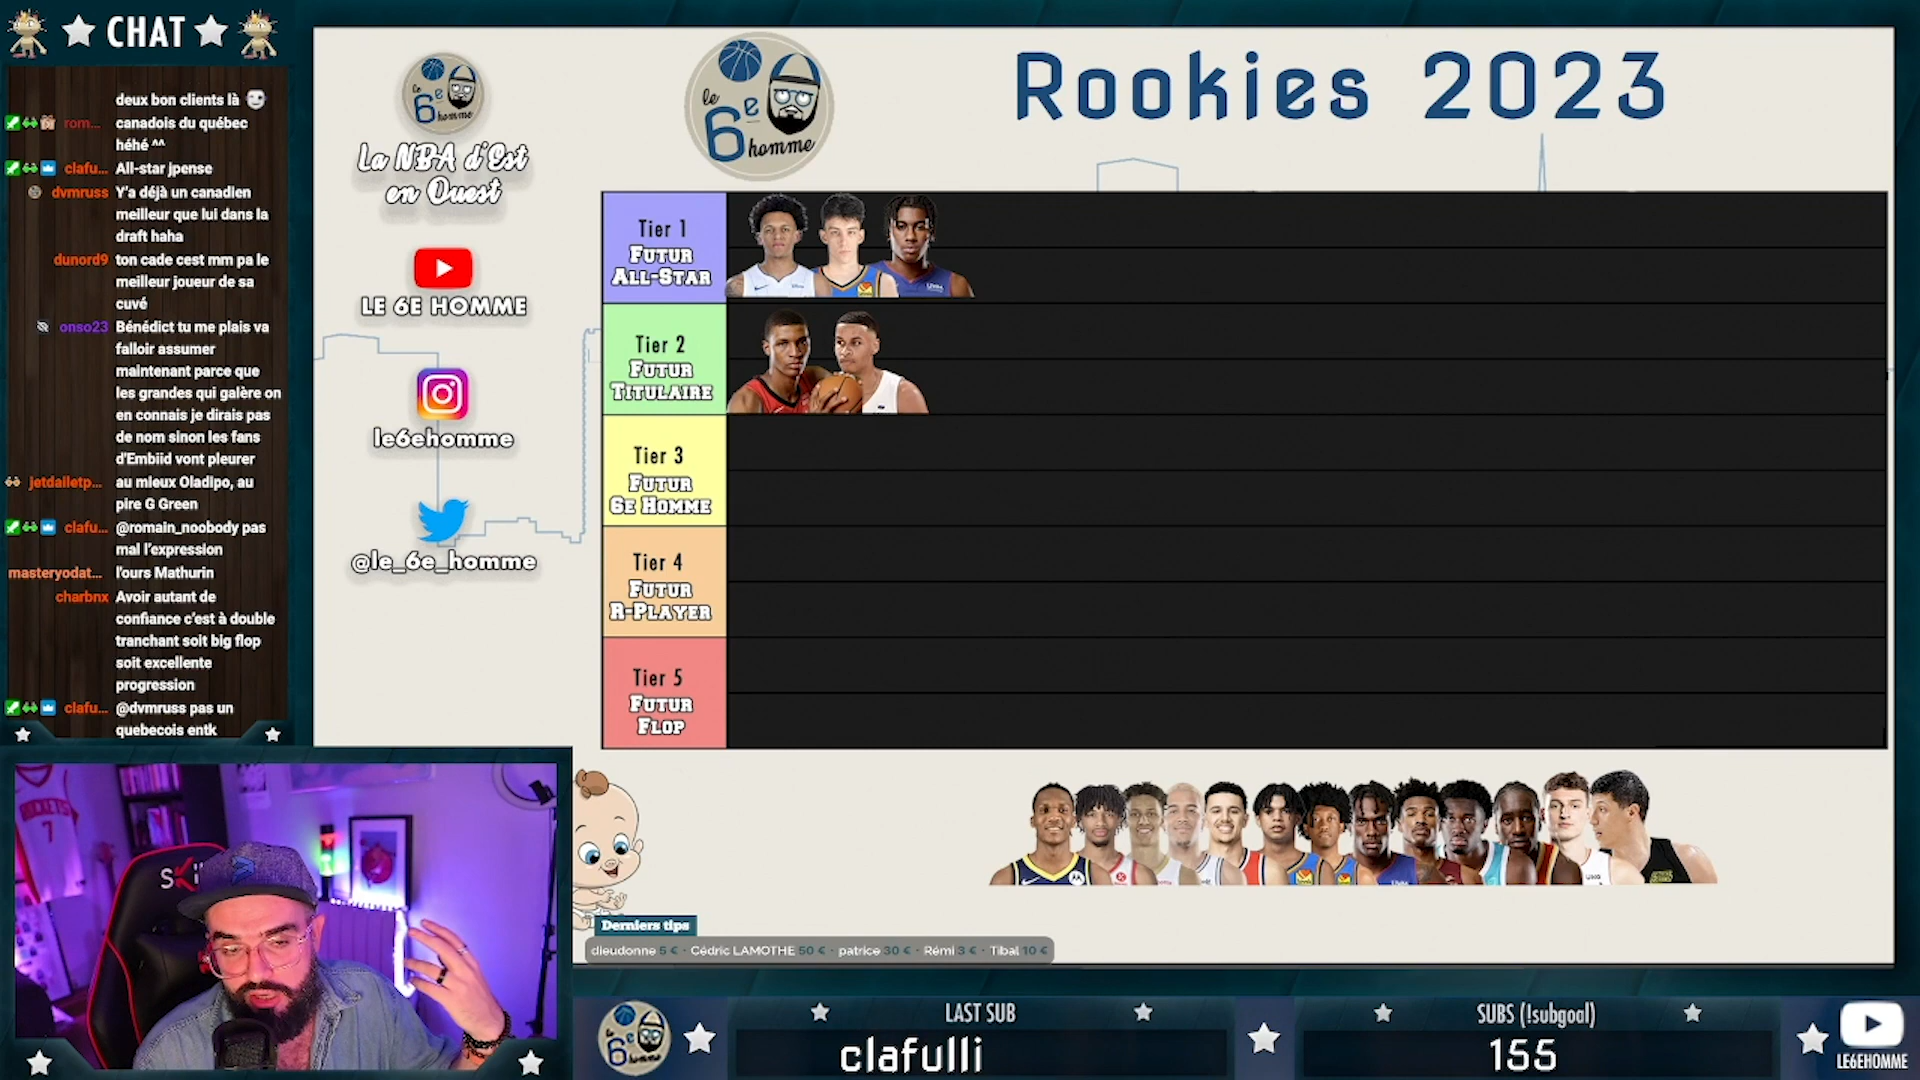 CHAT
deux bon clients là
rom... canadois du québec
héhé ^^
clafu... All-star jpense
dvmruss Y'a déjà un canadien
meilleur que lui dans la
draft haha
dunord9 ton cade cest mm pa le
meilleur joueur de sa
cuvé
onso23 Bénédict tu me plais va
falloir assumer
maintenant parce que
les grandes qui galère on
en connais je dirais pas
de nom sinon les fans
d'Embiid vont pleurer
jetdailetp... au mieux Oladipo, au
pire G Green
clafu... @romain_noobody pas
mal l'expression
masteryodat... l'ours Mathurin
charbnx Avoir autant de
confiance c'est à double
tranchant soit big flop
soit excellente
progression
clafu... @dvmruss pas un
quebecois entk
le 6e homme
La NBA d'Est
en Ouest
LE 6E HOMME
le6ehomme
@le_6e_homme
le 6e homme
Rookies 2023
Tier 1
Futur
All-Star
Tier 2
Futur
Titulaire
Tier 3
Futur
6e Homme
Tier 4
Futur
R-Player
Tier 5
Futur
Flop
ROCKETS
7
Derniers tips
dieudonne 5 € · Cédric LAMOTHE 50 € · patrice 30 € · Rémi 3 € · Tibal 10 €
LAST SUB
clafulli
SUBS (!subgoal)
155
LE6EHOMME